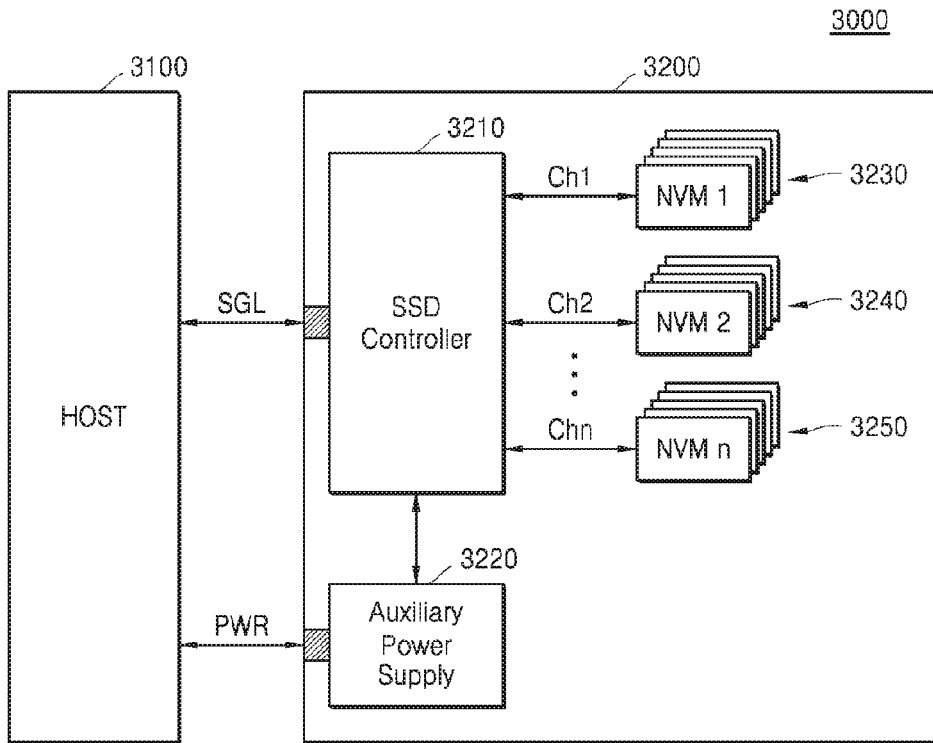 3000
3100
3200
3210
Ch1
NVM 1
3230
SGL
SSD
Controller
Ch2
NVM 2
3240
HOST
Chn
NVM n
3250
3220
PWR
Auxiliary
Power
Supply